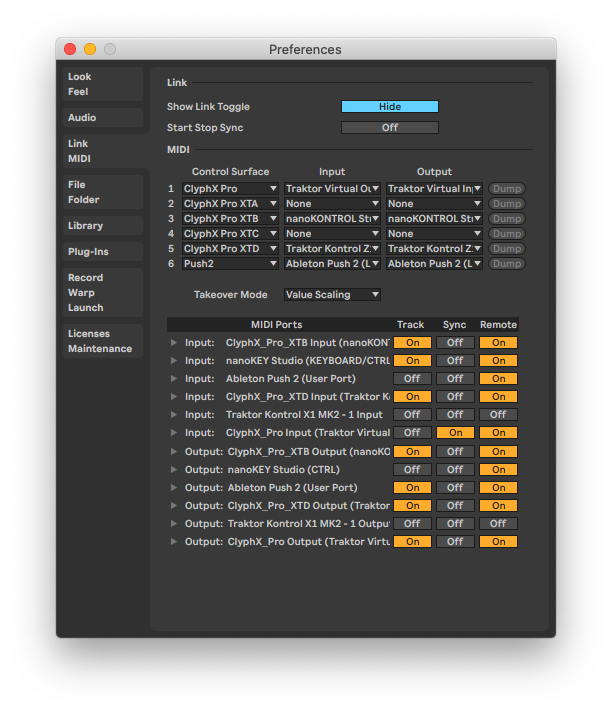 Preferences
Look
Feel
Audio
Link
MIDI
File
Folder
Library
Plug-Ins
Record
Warp
Launch
Licenses
Maintenance
Link
Show Link Toggle Hide
Start Stop Sync Off
MIDI
Control Surface Input Output
1 ClyphX Pro Traktor Virtual Ou Traktor Virtual Inp Dump
2 ClyphX Pro XTA None None Dump
3 ClyphX Pro XTB nanoKONTROL Stu nanoKONTROL Stu Dump
4 ClyphX Pro XTC None None Dump
5 ClyphX Pro XTD Traktor Kontrol Z: Traktor Kontrol Z: Dump
6 Push2 Ableton Push 2 (L Ableton Push 2 (L Dump
Takeover Mode Value Scaling
MIDI Ports Track Sync Remote
Input: ClyphX_Pro_XTB Input (nanoKONT On Off On
Input: nanoKEY Studio (KEYBOARD/CTRL On Off On
Input: Ableton Push 2 (User Port) Off Off On
Input: ClyphX_Pro_XTD Input (Traktor Ko On Off On
Input: Traktor Kontrol X1 MK2 - 1 Input Off Off Off
Input: ClyphX_Pro Input (Traktor Virtual Off On On
Output: ClyphX_Pro_XTB Output (nanoKO On Off On
Output: nanoKEY Studio (CTRL) Off Off On
Output: Ableton Push 2 (User Port) On Off On
Output: ClyphX_Pro_XTD Output (Traktor On Off On
Output: Traktor Kontrol X1 MK2 - 1 Outpu Off Off Off
Output: ClyphX_Pro Output (Traktor Virtu On Off On